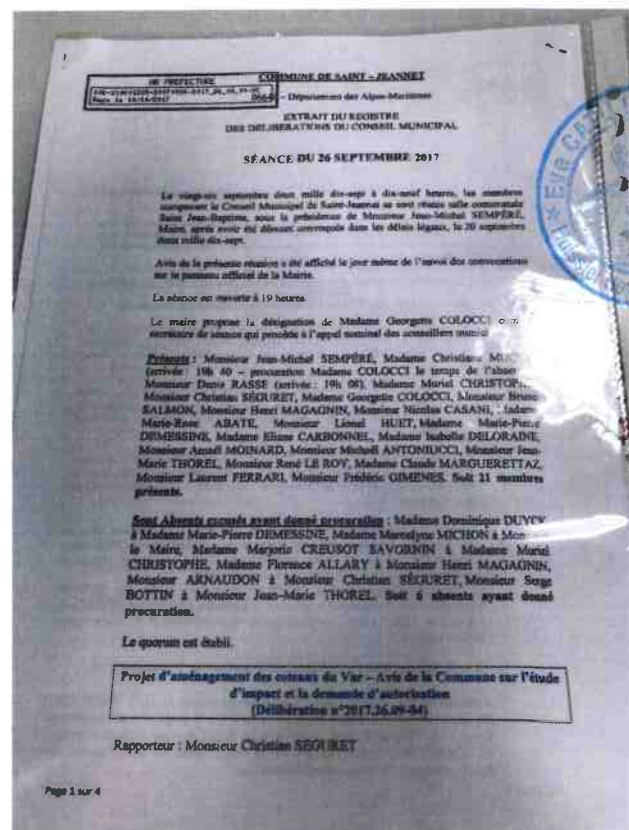 AR PREFECTURE
COMMUNE DE SAINT – JEANNET
– Département des Alpes-Maritimes
EXTRAIT DU REGISTRE
DES DELIBERATIONS DU CONSEIL MUNICIPAL
SÉANCE DU 26 SEPTEMBRE 2017
Le vingt-six septembre deux mille dix-sept à dix-neuf heures, les membres
composant le Conseil Municipal de Saint-Jeannet se sont réunis salle communale
Saint Jean-Baptiste, sous la présidence de Monsieur Jean-Michel SEMPÉRÉ,
Maire, après avoir été dûment convoqués dans les délais légaux, le 20 septembre
deux mille dix-sept.
Avis de la présente réunion a été affiché le jour même de l'envoi des convocations
sur le panneau officiel de la Mairie.
La séance est ouverte à 19 heures.
Le maire propose la désignation de Madame Georgette COLOCCI
secrétaire de séance qui procède à l'appel nominal des conseillers
Présents : Monsieur Jean-Michel SEMPÉRÉ, Madame Christiane
(arrivée : 19h 40 – procuration Madame COLOCCI le temps de
Monsieur Denis RASSE (arrivée : 19h 08), Madame Muriel
Monsieur Christian SÉGURET, Madame Georgette COLOCCI, Monsieur
SALMON, Monsieur Henri MAGAGNIN, Monsieur Nicolas CASANI,
Marie-Rose ABATE, Monsieur Lionel HUET, Madame
DEMESSINE, Madame Eliane CARBONNEL, Madame Isabelle DELORAINE,
Monsieur Amaël MOINARD, Monsieur Michaël ANTONIUCCI, Monsieur Jean-
Marie THOREL, Monsieur René LE ROY, Madame Claude MARGUERETTAZ,
Monsieur Laurent FERRARI, Monsieur Frédéric GIMENES. Soit 21 membres
présents.
Sont Absents excusés ayant donné procuration : Madame Dominique
à Madame Marie-Pierre DEMESSINE, Madame Marcelyne MICHON à
le Maire, Madame Marjorie CREUSOT SAVORNIN à Madame Muriel
CHRISTOPHE, Madame Florence ALLARY à Monsieur Henri MAGAGNIN,
Monsieur ARNAUDON à Monsieur Christian SÉGURET, Monsieur Serge
BOTTIN à Monsieur Jean-Marie THOREL. Soit 6 absents ayant donné
procuration.
Le quorum est établi.
Projet d'aménagement des coteaux du Var – Avis de la Commune sur l'étude
d'impact et la demande d'autorisation
(Délibération n°2017.26.09-04)
Rapporteur : Monsieur Christian SÉGURET
Page 1 sur 4